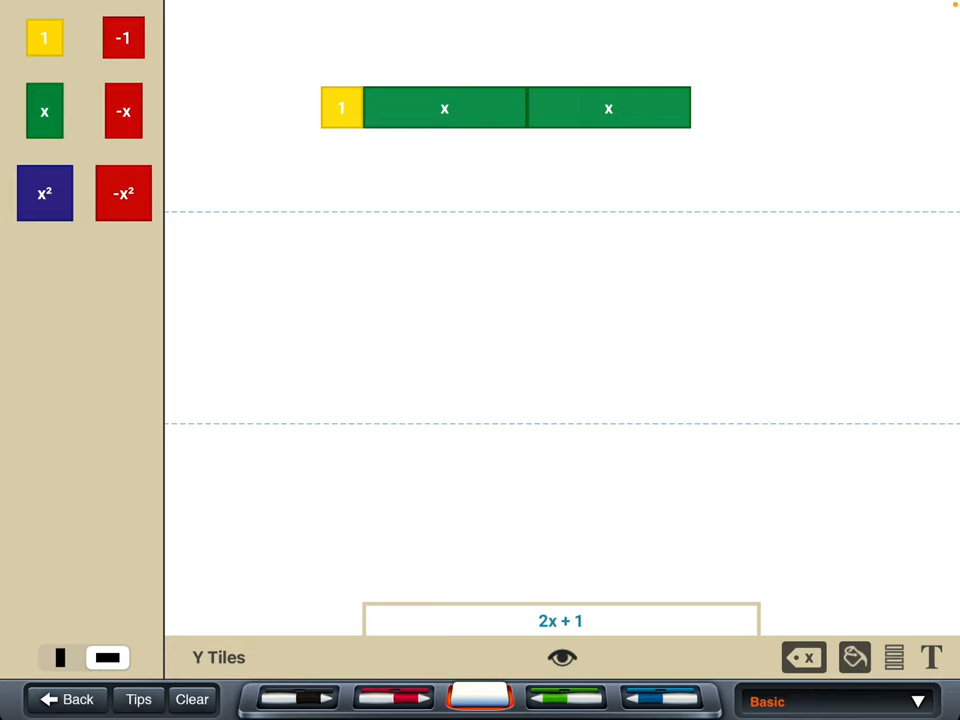 1 -1
1 x x
x -x
x² -x²
2x + 1
Y Tiles
x
T
Back Tips Clear
Basic